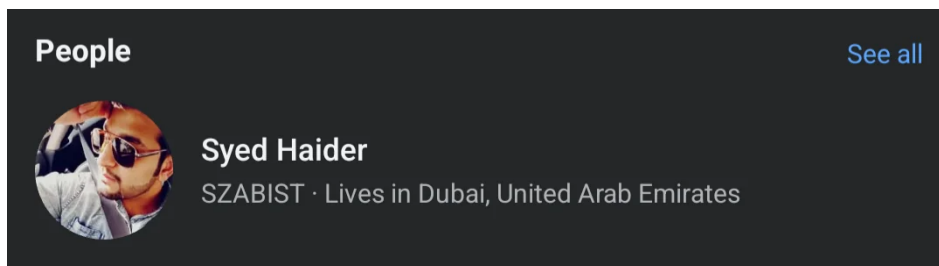 People
See all
Syed Haider
SZABIST · Lives in Dubai, United Arab Emirates